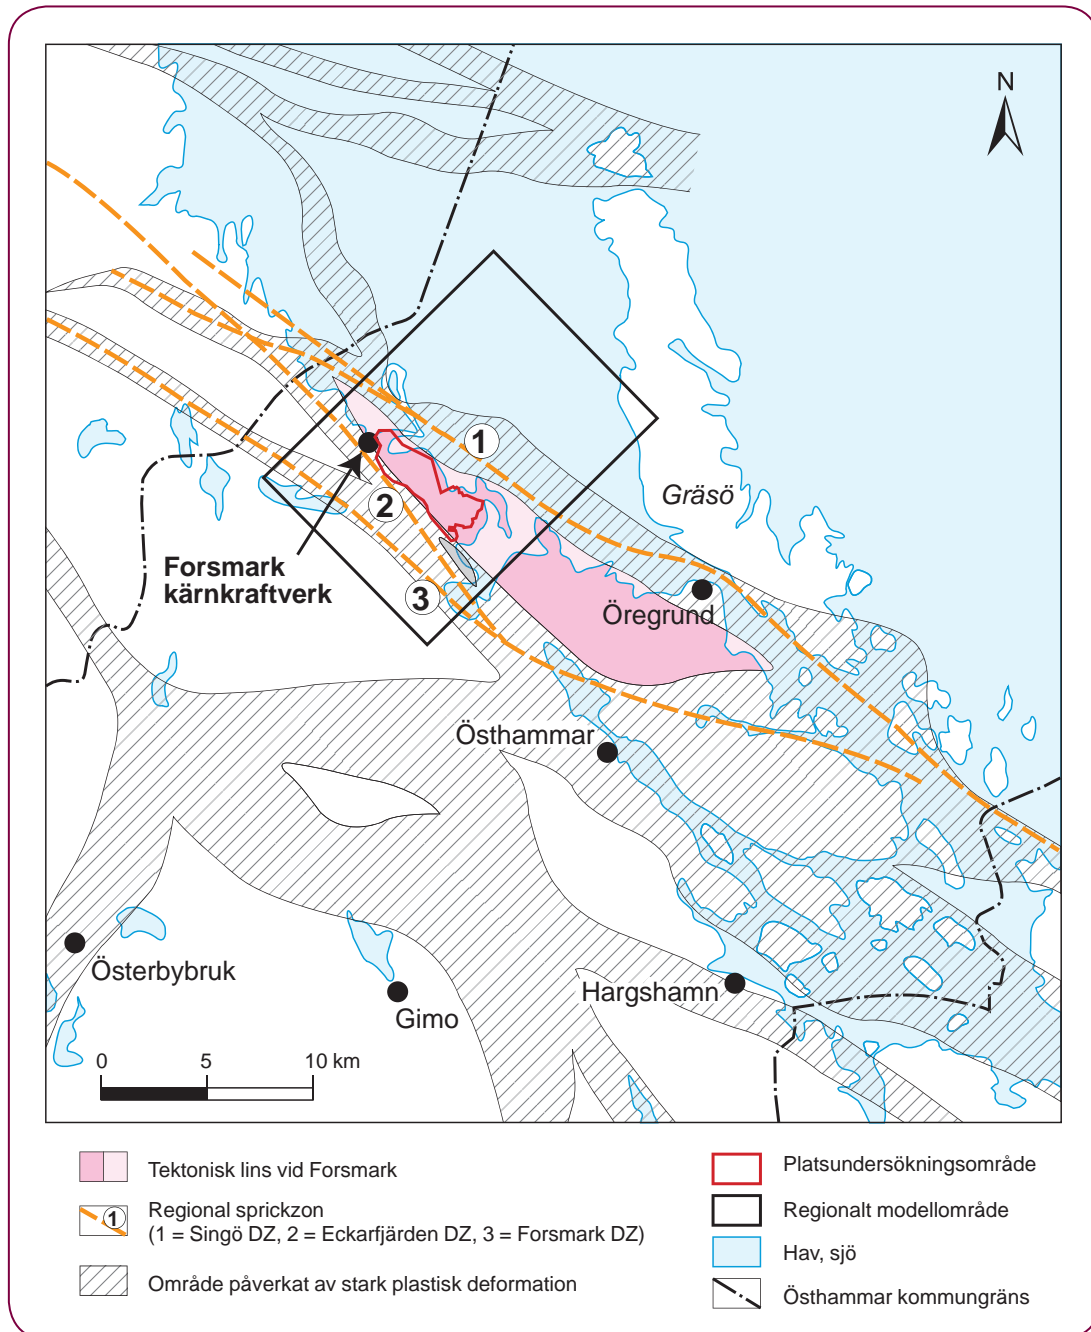 N
1
Gräsö
2
Forsmark
kärnkraftverk
3
Öregrund
Östhammar
Österbybruk
Hargshamn
Gimo
0 5 10 km
Tektonisk lins vid Forsmark
1
Regional sprickzon
(1 = Singö DZ, 2 = Eckarfjärden DZ, 3 = Forsmark DZ)
Område påverkat av stark plastisk deformation
Platsundersökningsområde
Regionalt modellområde
Hav, sjö
Östhammar kommungräns